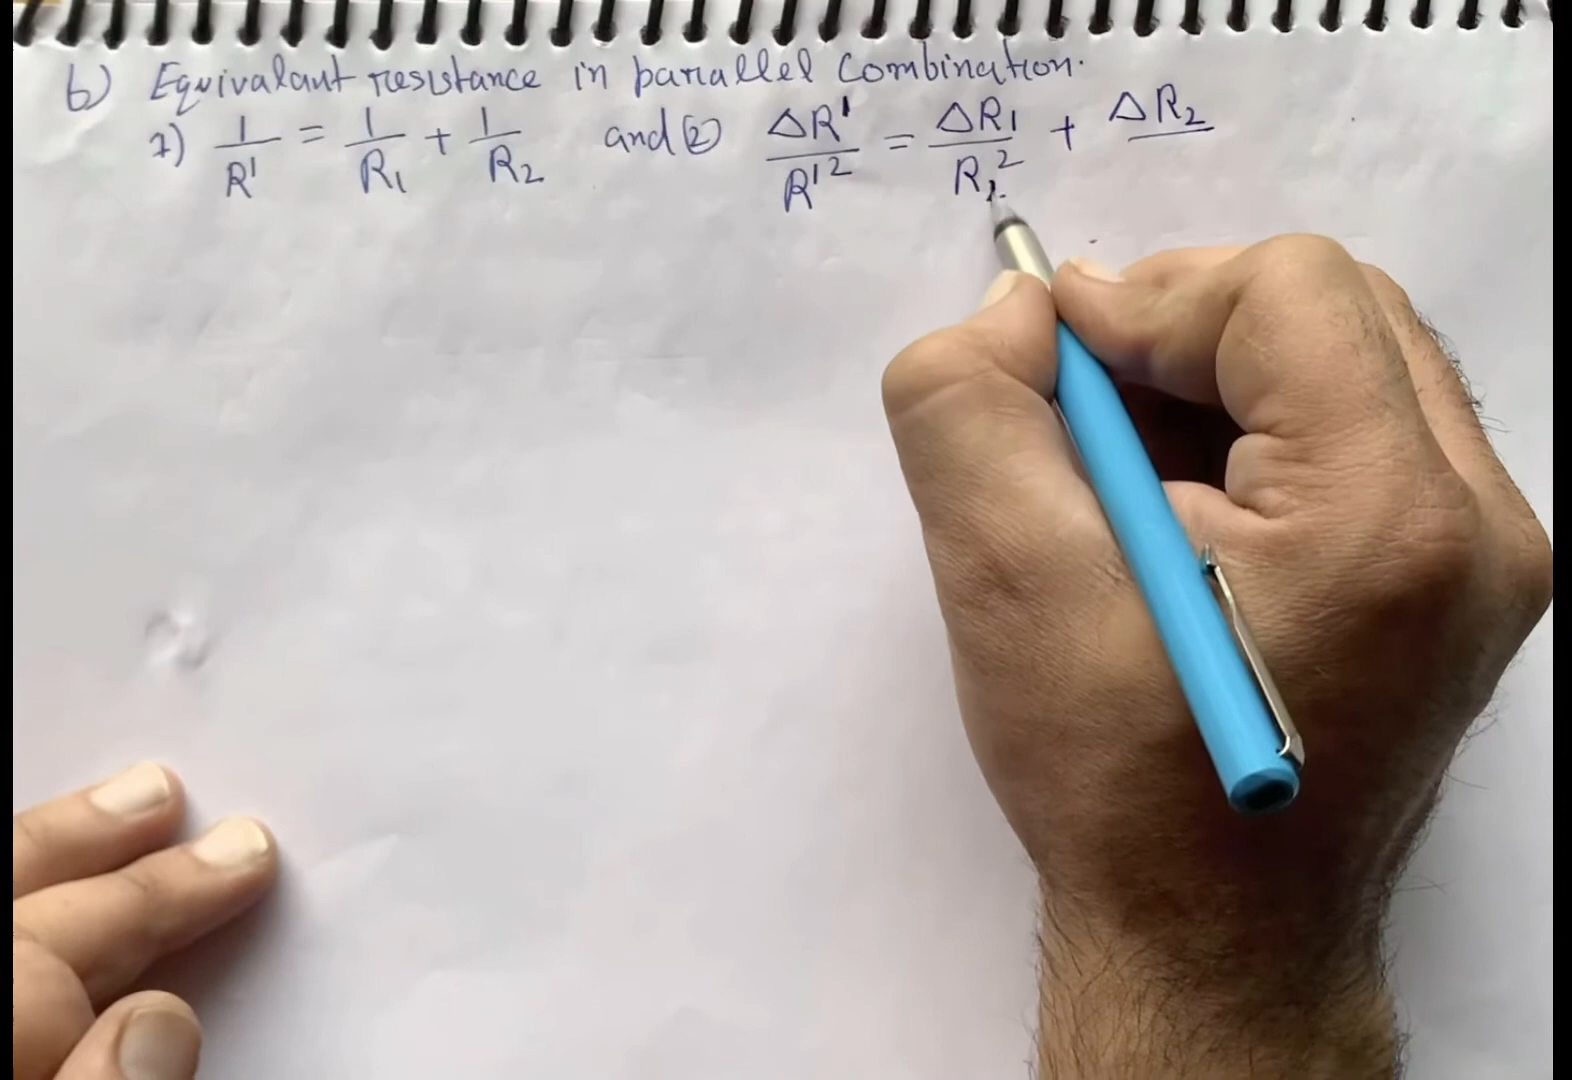 b) Equivalant resistance in parallel combination.
1) 1/R' = 1/R₁ + 1/R₂ and (2) ΔR'/R'² = ΔR₁/R₁² + ΔR₂/